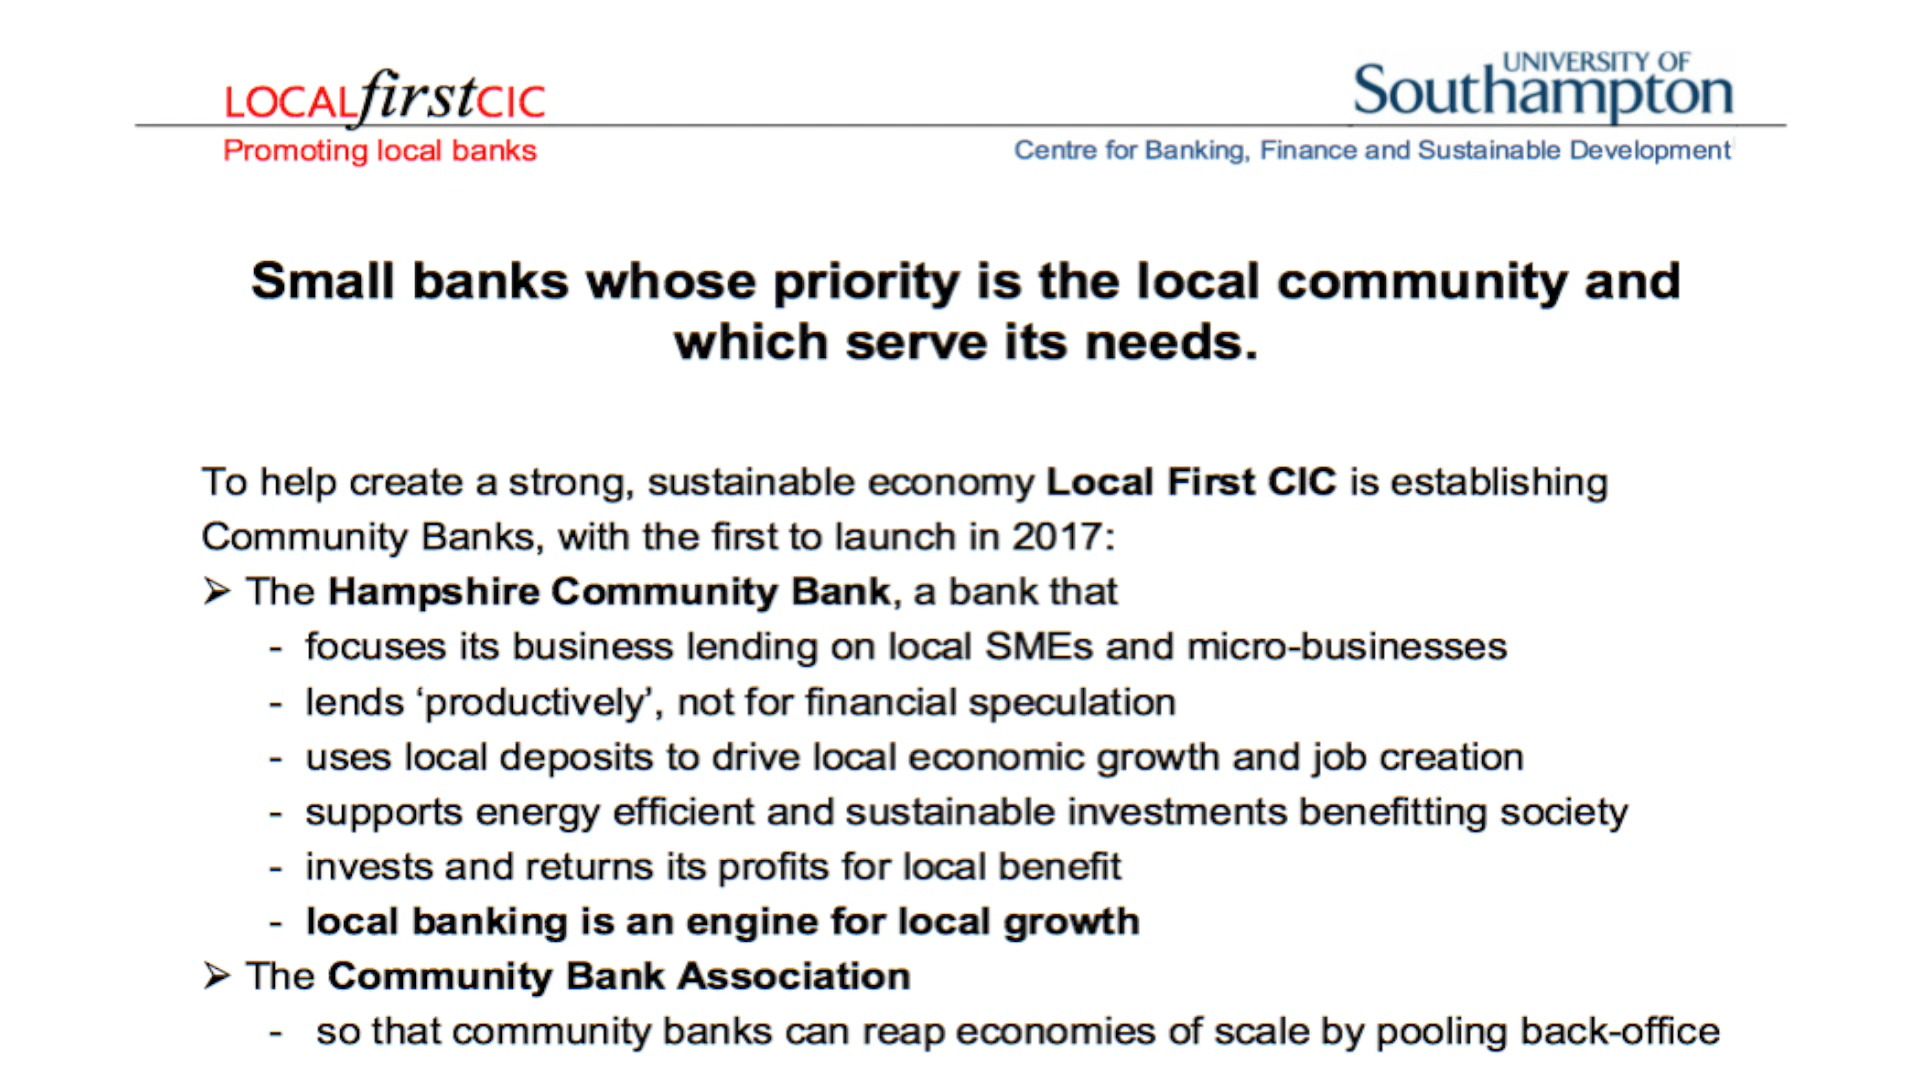 LOCALfirstCIC
Promoting local banks
UNIVERSITY OF
Southampton
Centre for Banking, Finance and Sustainable Development
Small banks whose priority is the local community and
which serve its needs.
To help create a strong, sustainable economy Local First CIC is establishing
Community Banks, with the first to launch in 2017:
➢ The Hampshire Community Bank, a bank that
- focuses its business lending on local SMEs and micro-businesses
- lends ‘productively’, not for financial speculation
- uses local deposits to drive local economic growth and job creation
- supports energy efficient and sustainable investments benefitting society
- invests and returns its profits for local benefit
- local banking is an engine for local growth
➢ The Community Bank Association
- so that community banks can reap economies of scale by pooling back-office